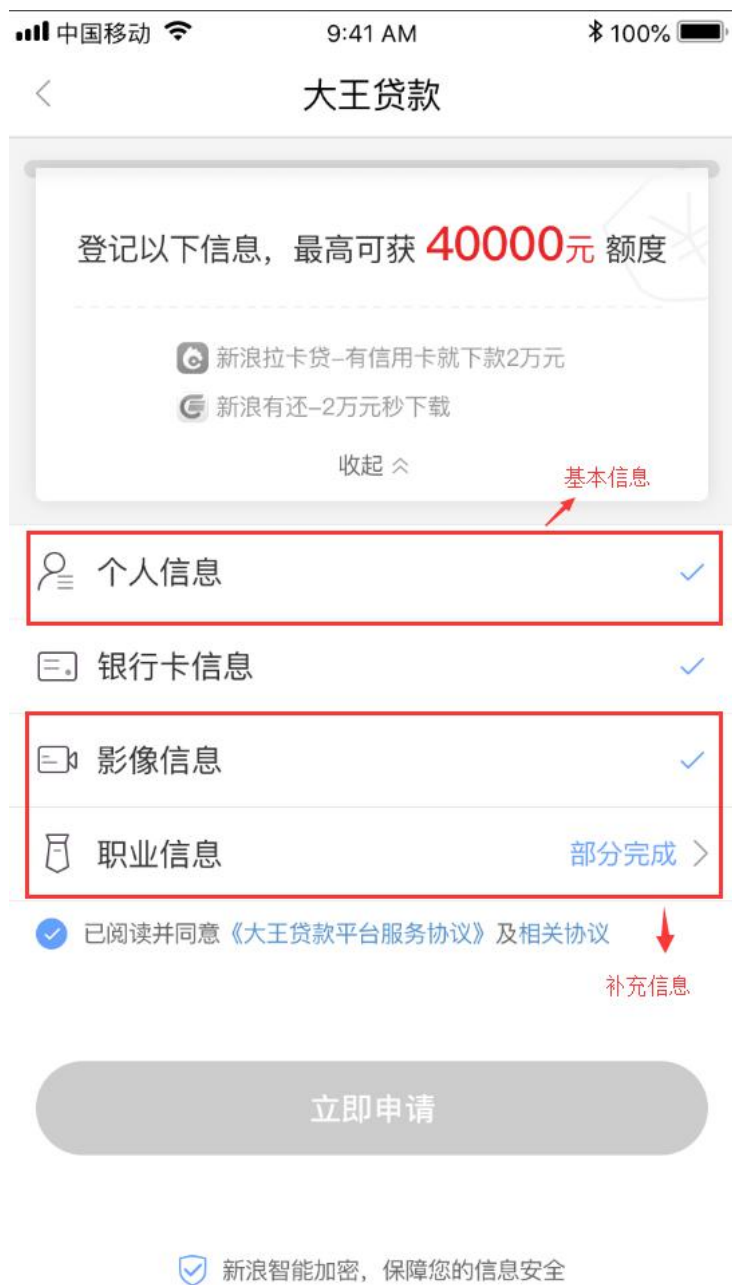 中国移动 9:41 AM 100%
大王贷款
登记以下信息，最高可获 40000元 额度
新浪拉卡贷–有信用卡就下款2万元
新浪有还–2万元秒下载
收起
基本信息
个人信息
银行卡信息
影像信息
职业信息 部分完成
已阅读并同意《大王贷款平台服务协议》及相关协议
补充信息
立即申请
新浪智能加密，保障您的信息安全